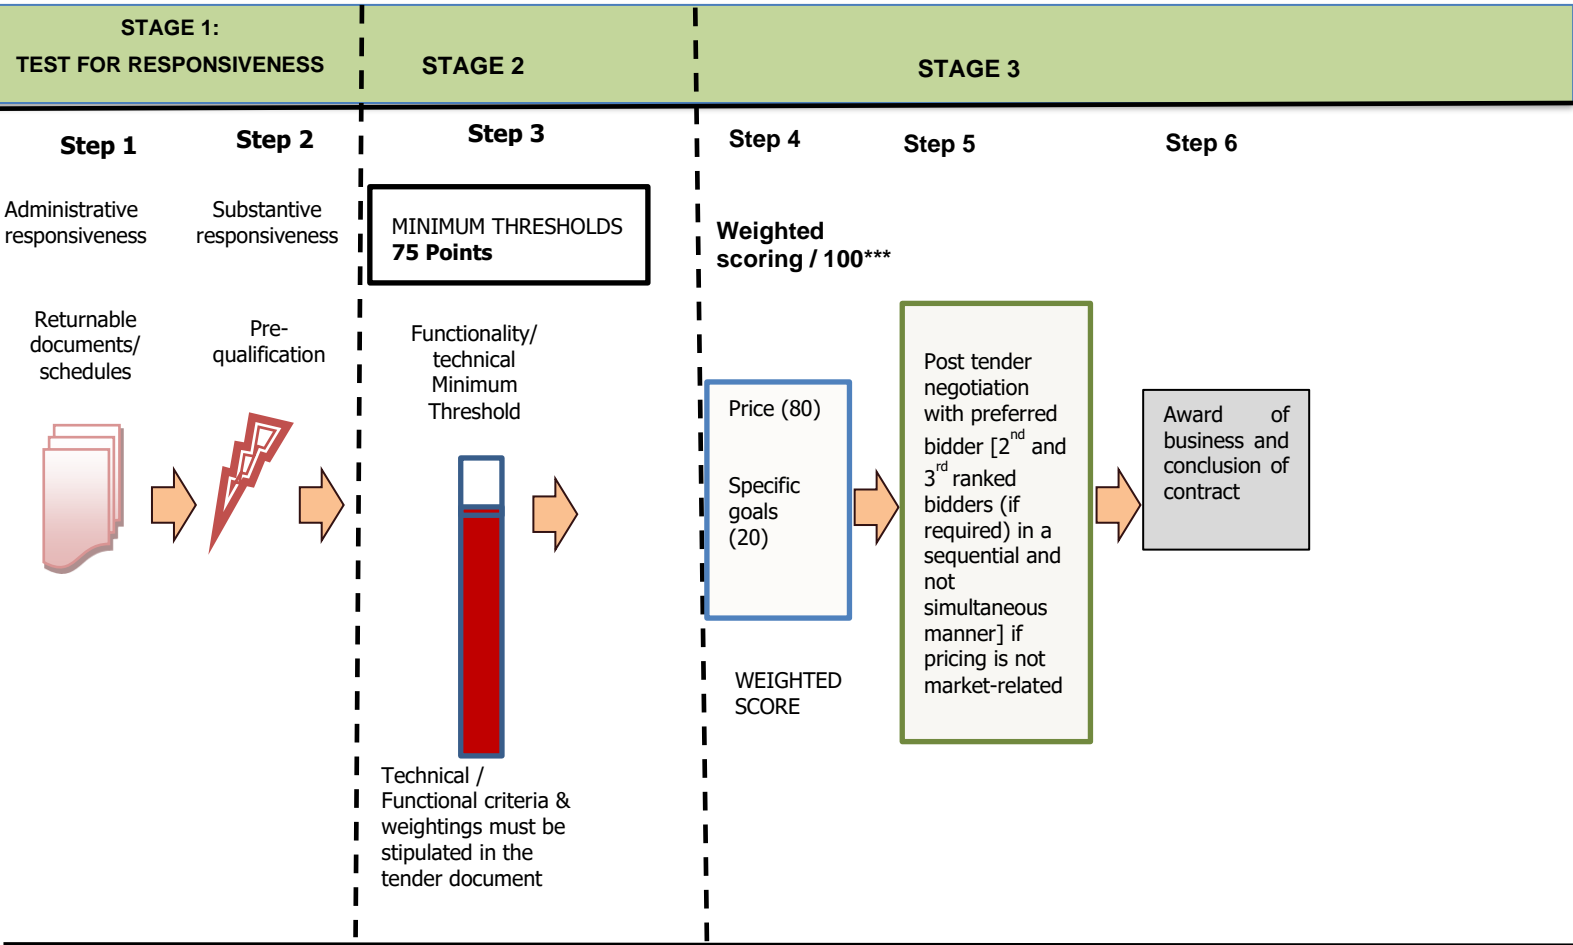 STAGE 1:
TEST FOR RESPONSIVENESS
STAGE 2
STAGE 3
Step 1
Step 2
Step 3
Step 4
Step 5
Step 6
Administrative
responsiveness
Substantive
responsiveness
MINIMUM THRESHOLDS
75 Points
Weighted
scoring / 100***
Returnable
documents/
schedules
Pre-
qualification
Functionality/
technical
Minimum
Threshold
Technical /
Functional criteria &
weightings must be
stipulated in the
tender document
Price (80)
Specific
goals
(20)
WEIGHTED
SCORE
Post tender
negotiation
with preferred
bidder [2nd and
3rd ranked
bidders (if
required) in a
sequential and
not
simultaneous
manner] if
pricing is not
market-related
Award of
business and
conclusion of
contract